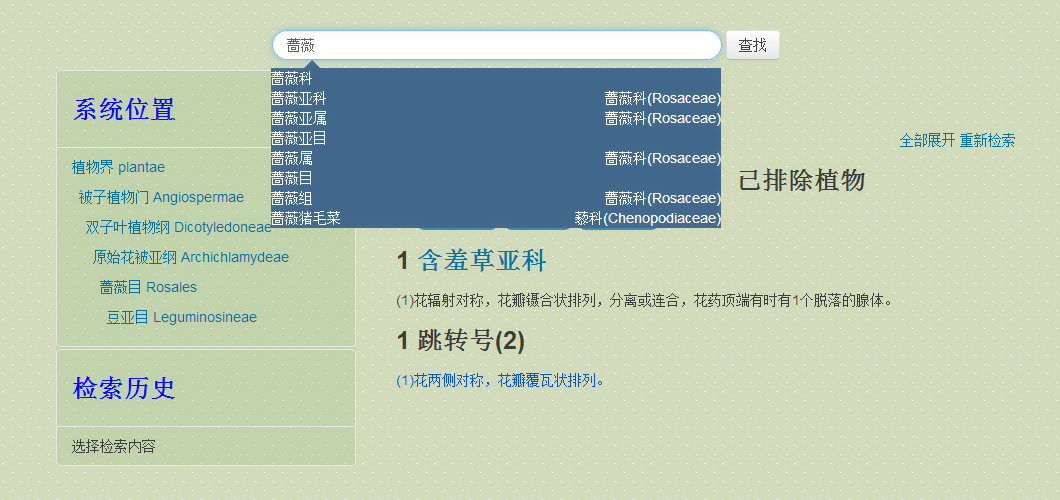 蔷薇
查找
蔷薇科
蔷薇亚科 蔷薇科(Rosaceae)
蔷薇亚属 蔷薇科(Rosaceae)
蔷薇亚目
蔷薇属 蔷薇科(Rosaceae)
蔷薇目
蔷薇组 蔷薇科(Rosaceae)
蔷薇猪毛菜 藜科(Chenopodiaceae)
系统位置
植物界 plantae
被子植物门 Angiospermae
双子叶植物纲 Dicotyledoneae
原始花被亚纲 Archichlamydeae
蔷薇目 Rosales
豆亚目 Leguminosineae
检索历史
选择检索内容
全部展开 重新检索
已排除植物
1 含羞草亚科
(1)花辐射对称，花瓣镊合状排列，分离或连合，花药顶端有时有1个脱落的腺体。
1 跳转号(2)
(1)花两侧对称，花瓣覆瓦状排列。